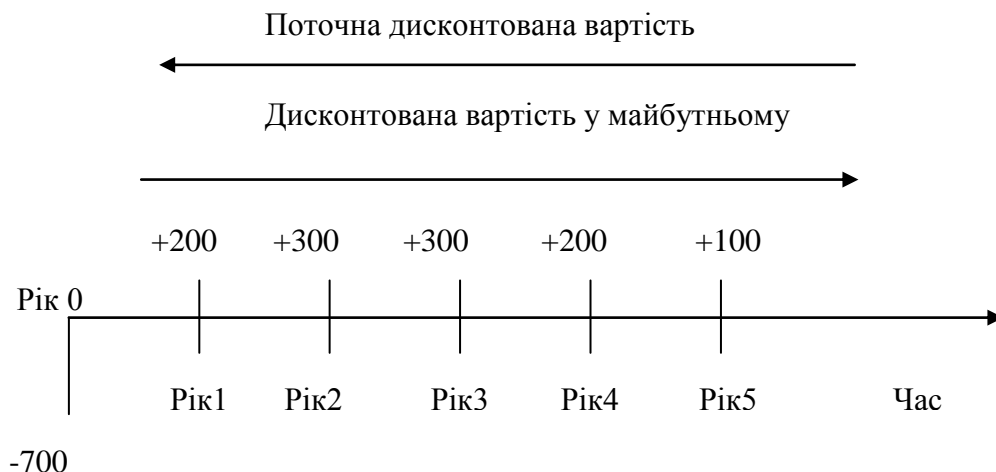 Поточна дисконтована вартість
Дисконтована вартість у майбутньому
+200 +300 +300 +200 +100
Рік 0
Рік1 Рік2 Рік3 Рік4 Рік5 Час
-700